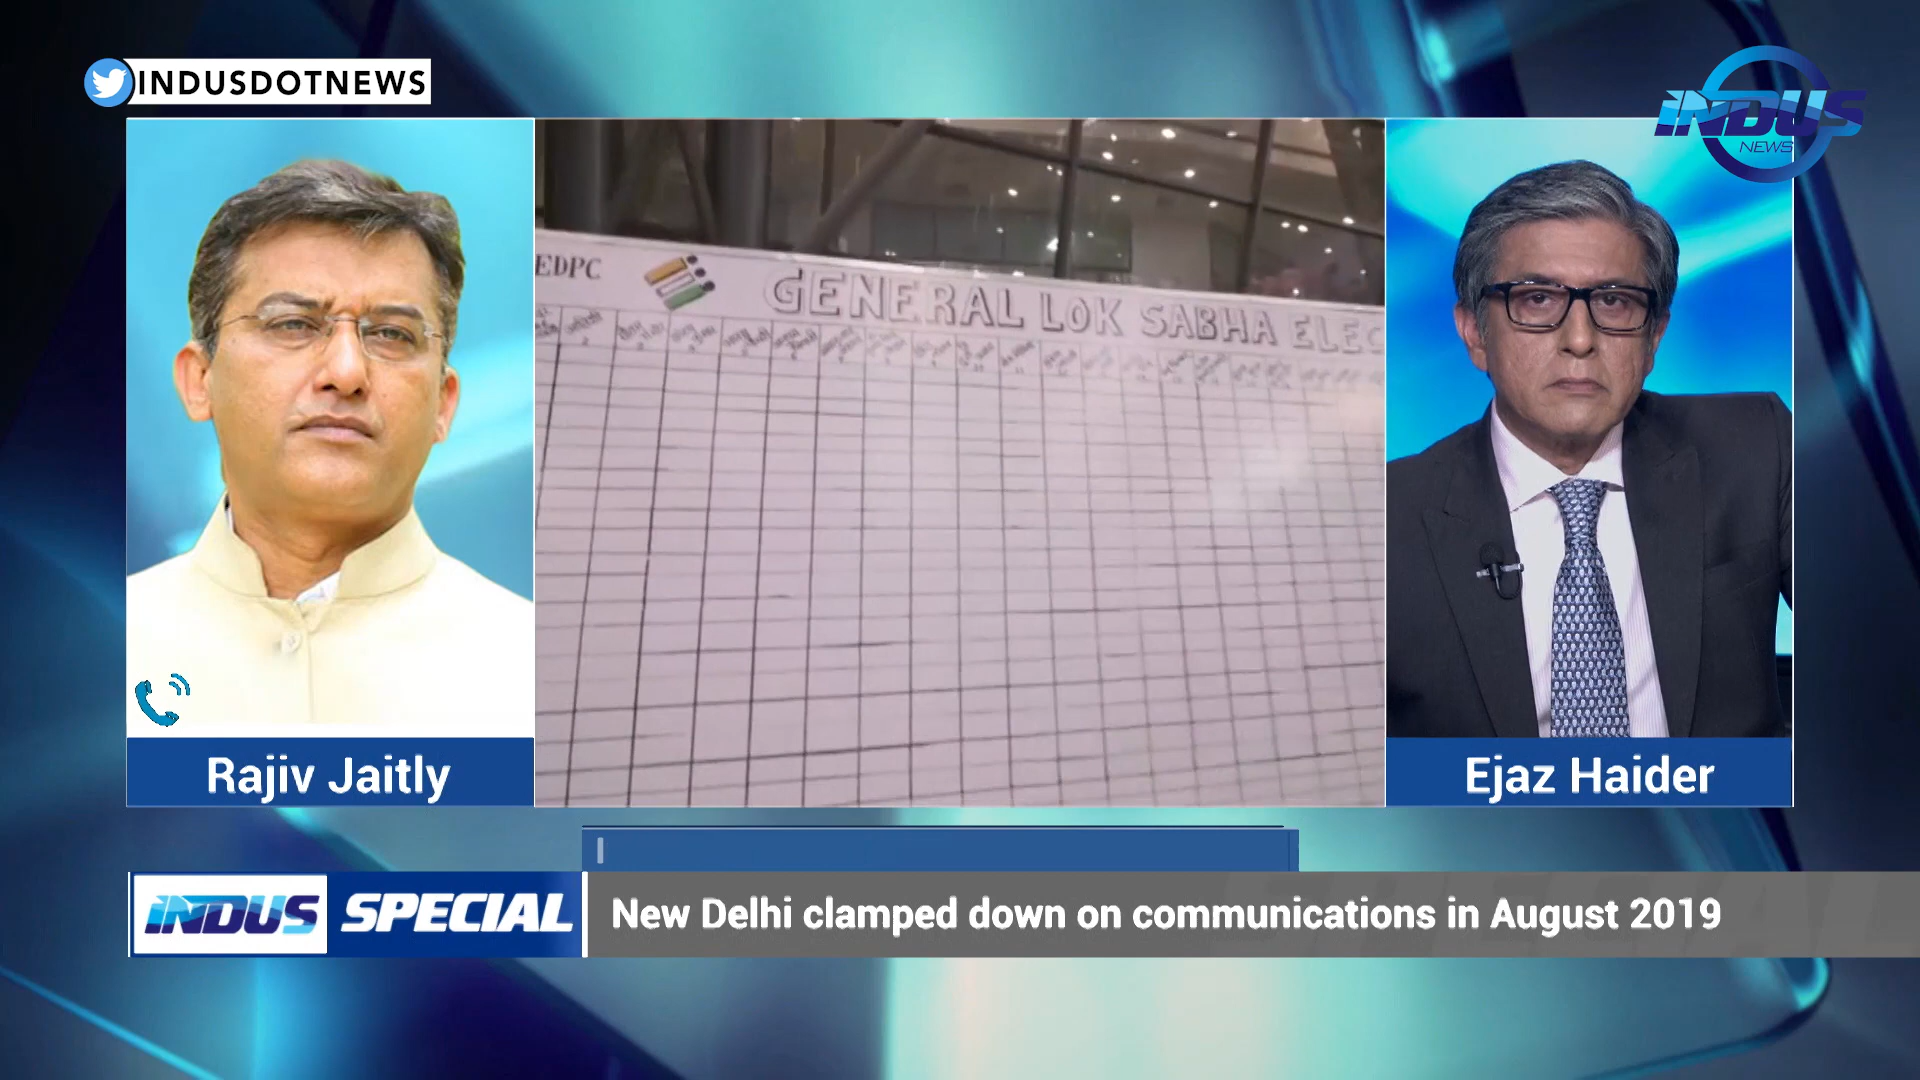 INDUSDOTNEWS
INDUS
NEWS
EDPC
GENERAL LOK SABHA ELEC
Rajiv Jaitly
Ejaz Haider
INDUS SPECIAL
New Delhi clamped down on communications in August 2019